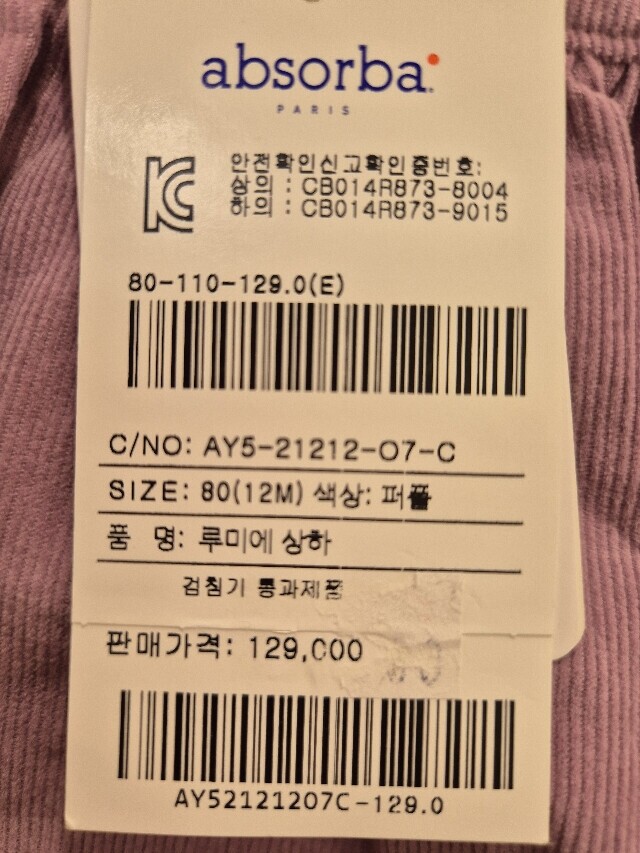 absorba
PARIS
안전확인신고확인증번호:
상의 : CB014R873-8004
하의 : CB014R873-9015
80-110-129.0(E)
C/NO: AY5-21212-07-C
SIZE: 80(12M) 색상: 퍼플
품 명: 루미에 상하
검침기 통과제품
판매가격: 129,000
AY52121207C-129.0